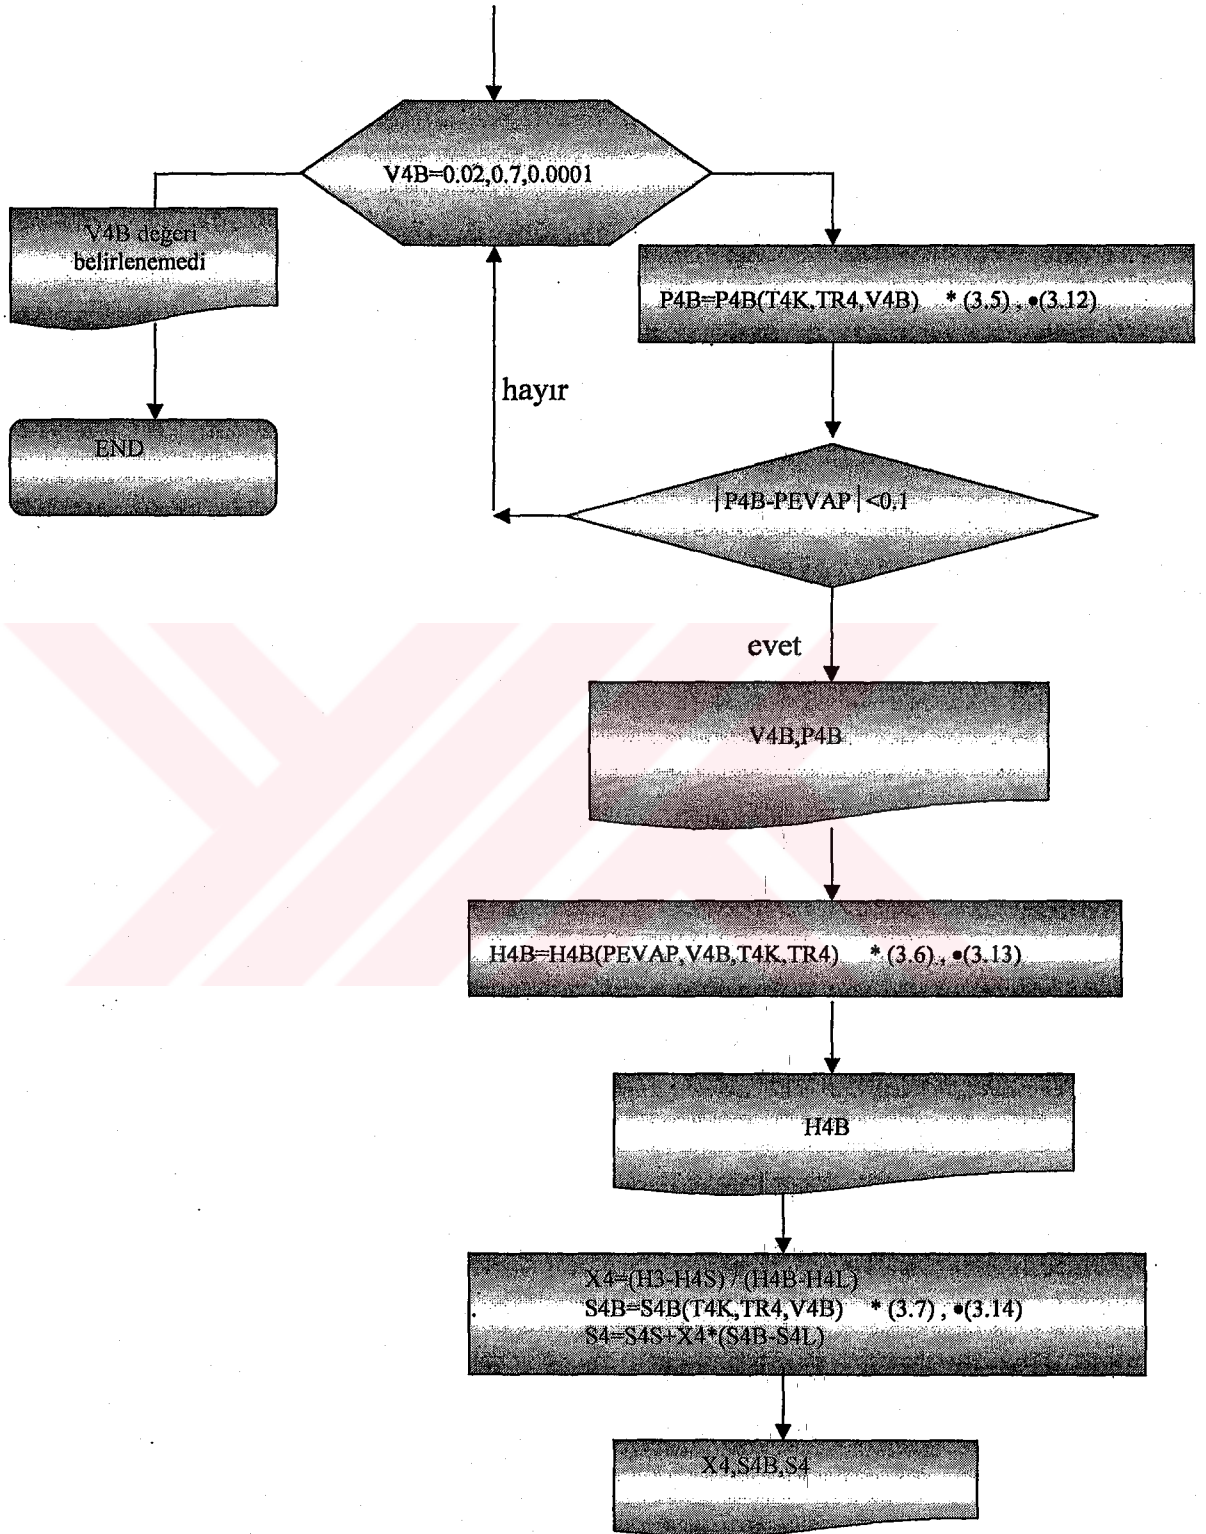 V4B=0.02,0.7,0.0001
V4B değeri
belirlenemedi
P4B=P4B(T4K,TR4,V4B) * (3.5) , •(3.12)
hayır
END
|P4B-PEVAP|<0.1
evet
V4B,P4B
H4B=H4B(PEVAP,V4B,T4K,TR4) * (3.6) , •(3.13)
H4B
X4=(H3-H4S) / (H4B-H4L)
S4B=S4B(T4K,TR4,V4B) * (3.7) , •(3.14)
S4=S4S+X4*(S4B-S4L)
X4,S4B,S4